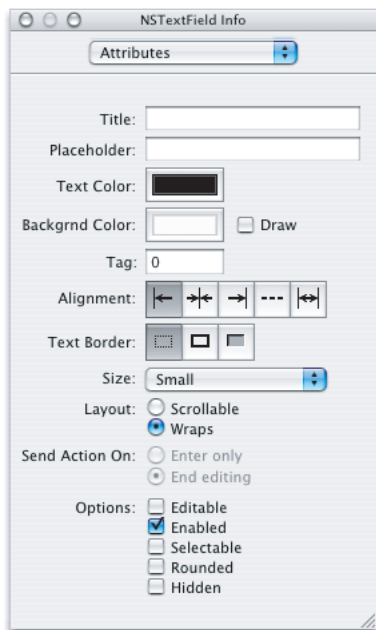 NSTextField Info
Attributes
Title:
Placeholder:
Text Color:
Backgrnd Color: Draw
Tag: 0
Alignment:
Text Border:
Size: Small
Layout: Scrollable
Wraps
Send Action On: Enter only
End editing
Options: Editable
Enabled
Selectable
Rounded
Hidden